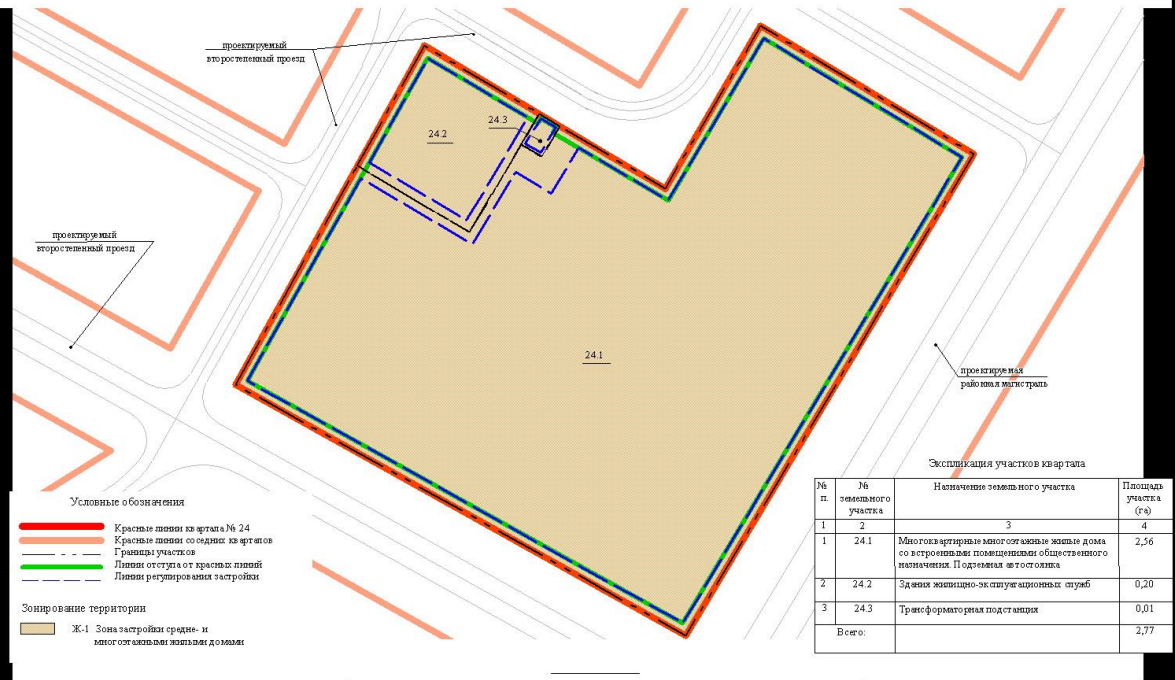 проектируемый
второстепенный проезд
24.2
24.3
проектируемый
второстепенный проезд
24.1
проектируемая
районная магистраль
Условные обозначения
Красные линии квартала № 24
Красные линии соседних кварталов
Границы участков
Линии отступа от красных линий
Линии регулирования застройки
Зонирование территории
Ж-1 Зона застройки средне- и
многоэтажными жилыми домами
Экспликация участков квартала
№ п. № земельного участка Назначение земельного участка Площадь участка (га)
1 2 3 4
1 24.1 Многоквартирные многоэтажные жилые дома 2,56
со встроенными помещениями общественного
назначения. Подземная автостоянка
2 24.2 Здания жилищно-эксплуатационных служб 0,20
3 24.3 Трансформаторная подстанция 0,01
Всего: 2,77